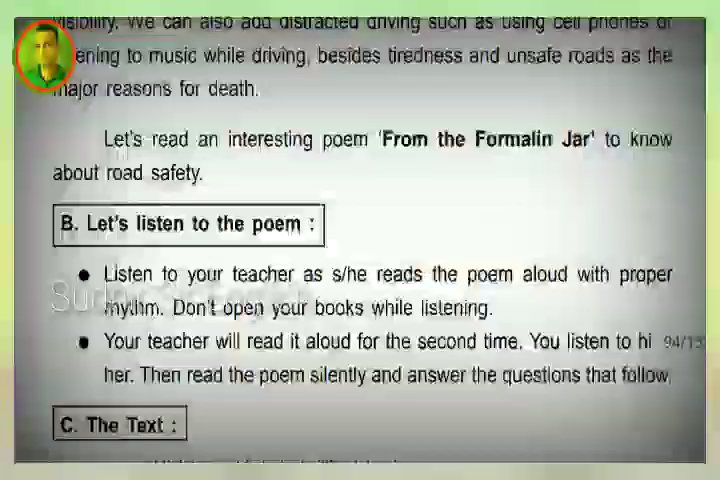 visibility. We can also add distracted driving such as using cell phones or
ening to music while driving, besides tiredness and unsafe roads as the
major reasons for death.
Let's read an interesting poem 'From the Formalin Jar' to know
about road safety.
B. Let's listen to the poem :
● Listen to your teacher as s/he reads the poem aloud with proper
rhythm. Don't open your books while listening.
● Your teacher will read it aloud for the second time. You listen to hi
her. Then read the poem silently and answer the questions that follow.
C. The Text :